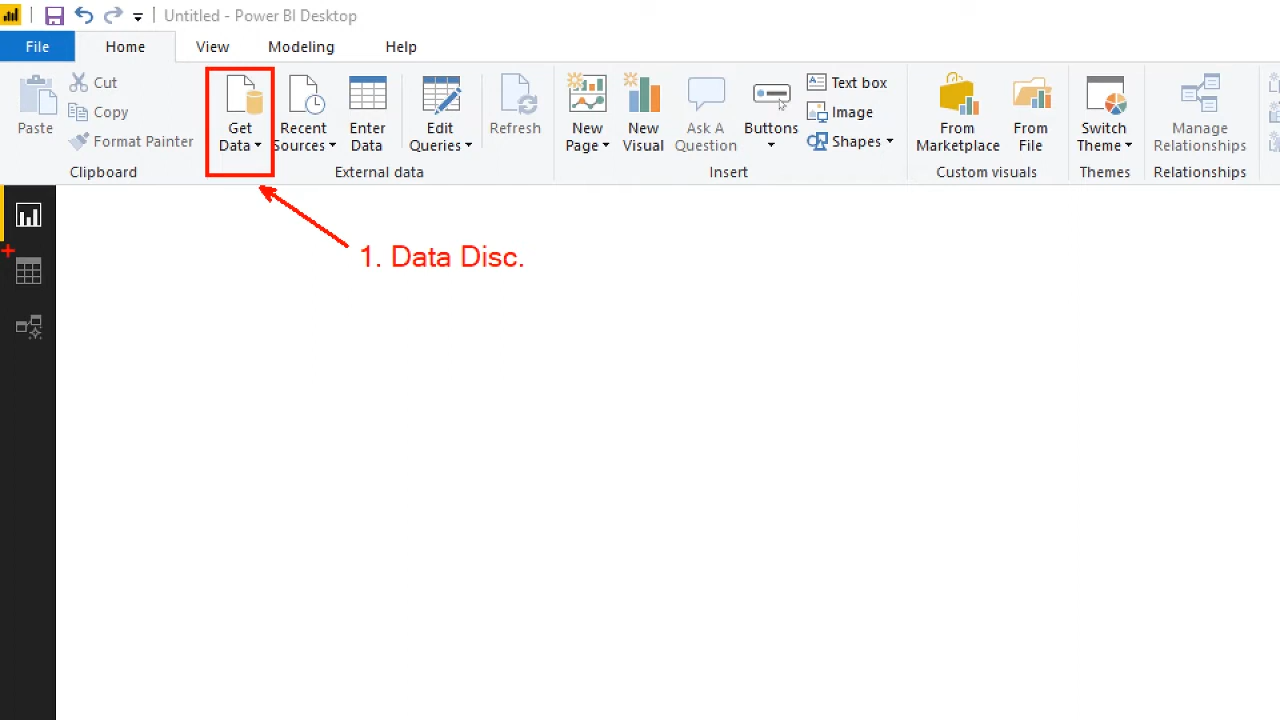 Untitled - Power BI Desktop
File Home View Modeling Help
Paste
Cut
Copy
Format Painter
Clipboard
Get
Data
Recent
Sources
Enter
Data
Edit
Queries
Refresh
External data
New
Page
New
Visual
Ask A
Question
Buttons
Text box
Image
Shapes
Insert
From
Marketplace
From
File
Custom visuals
Switch
Theme
Themes
Manage
Relationships
Relationships
1. Data Disc.